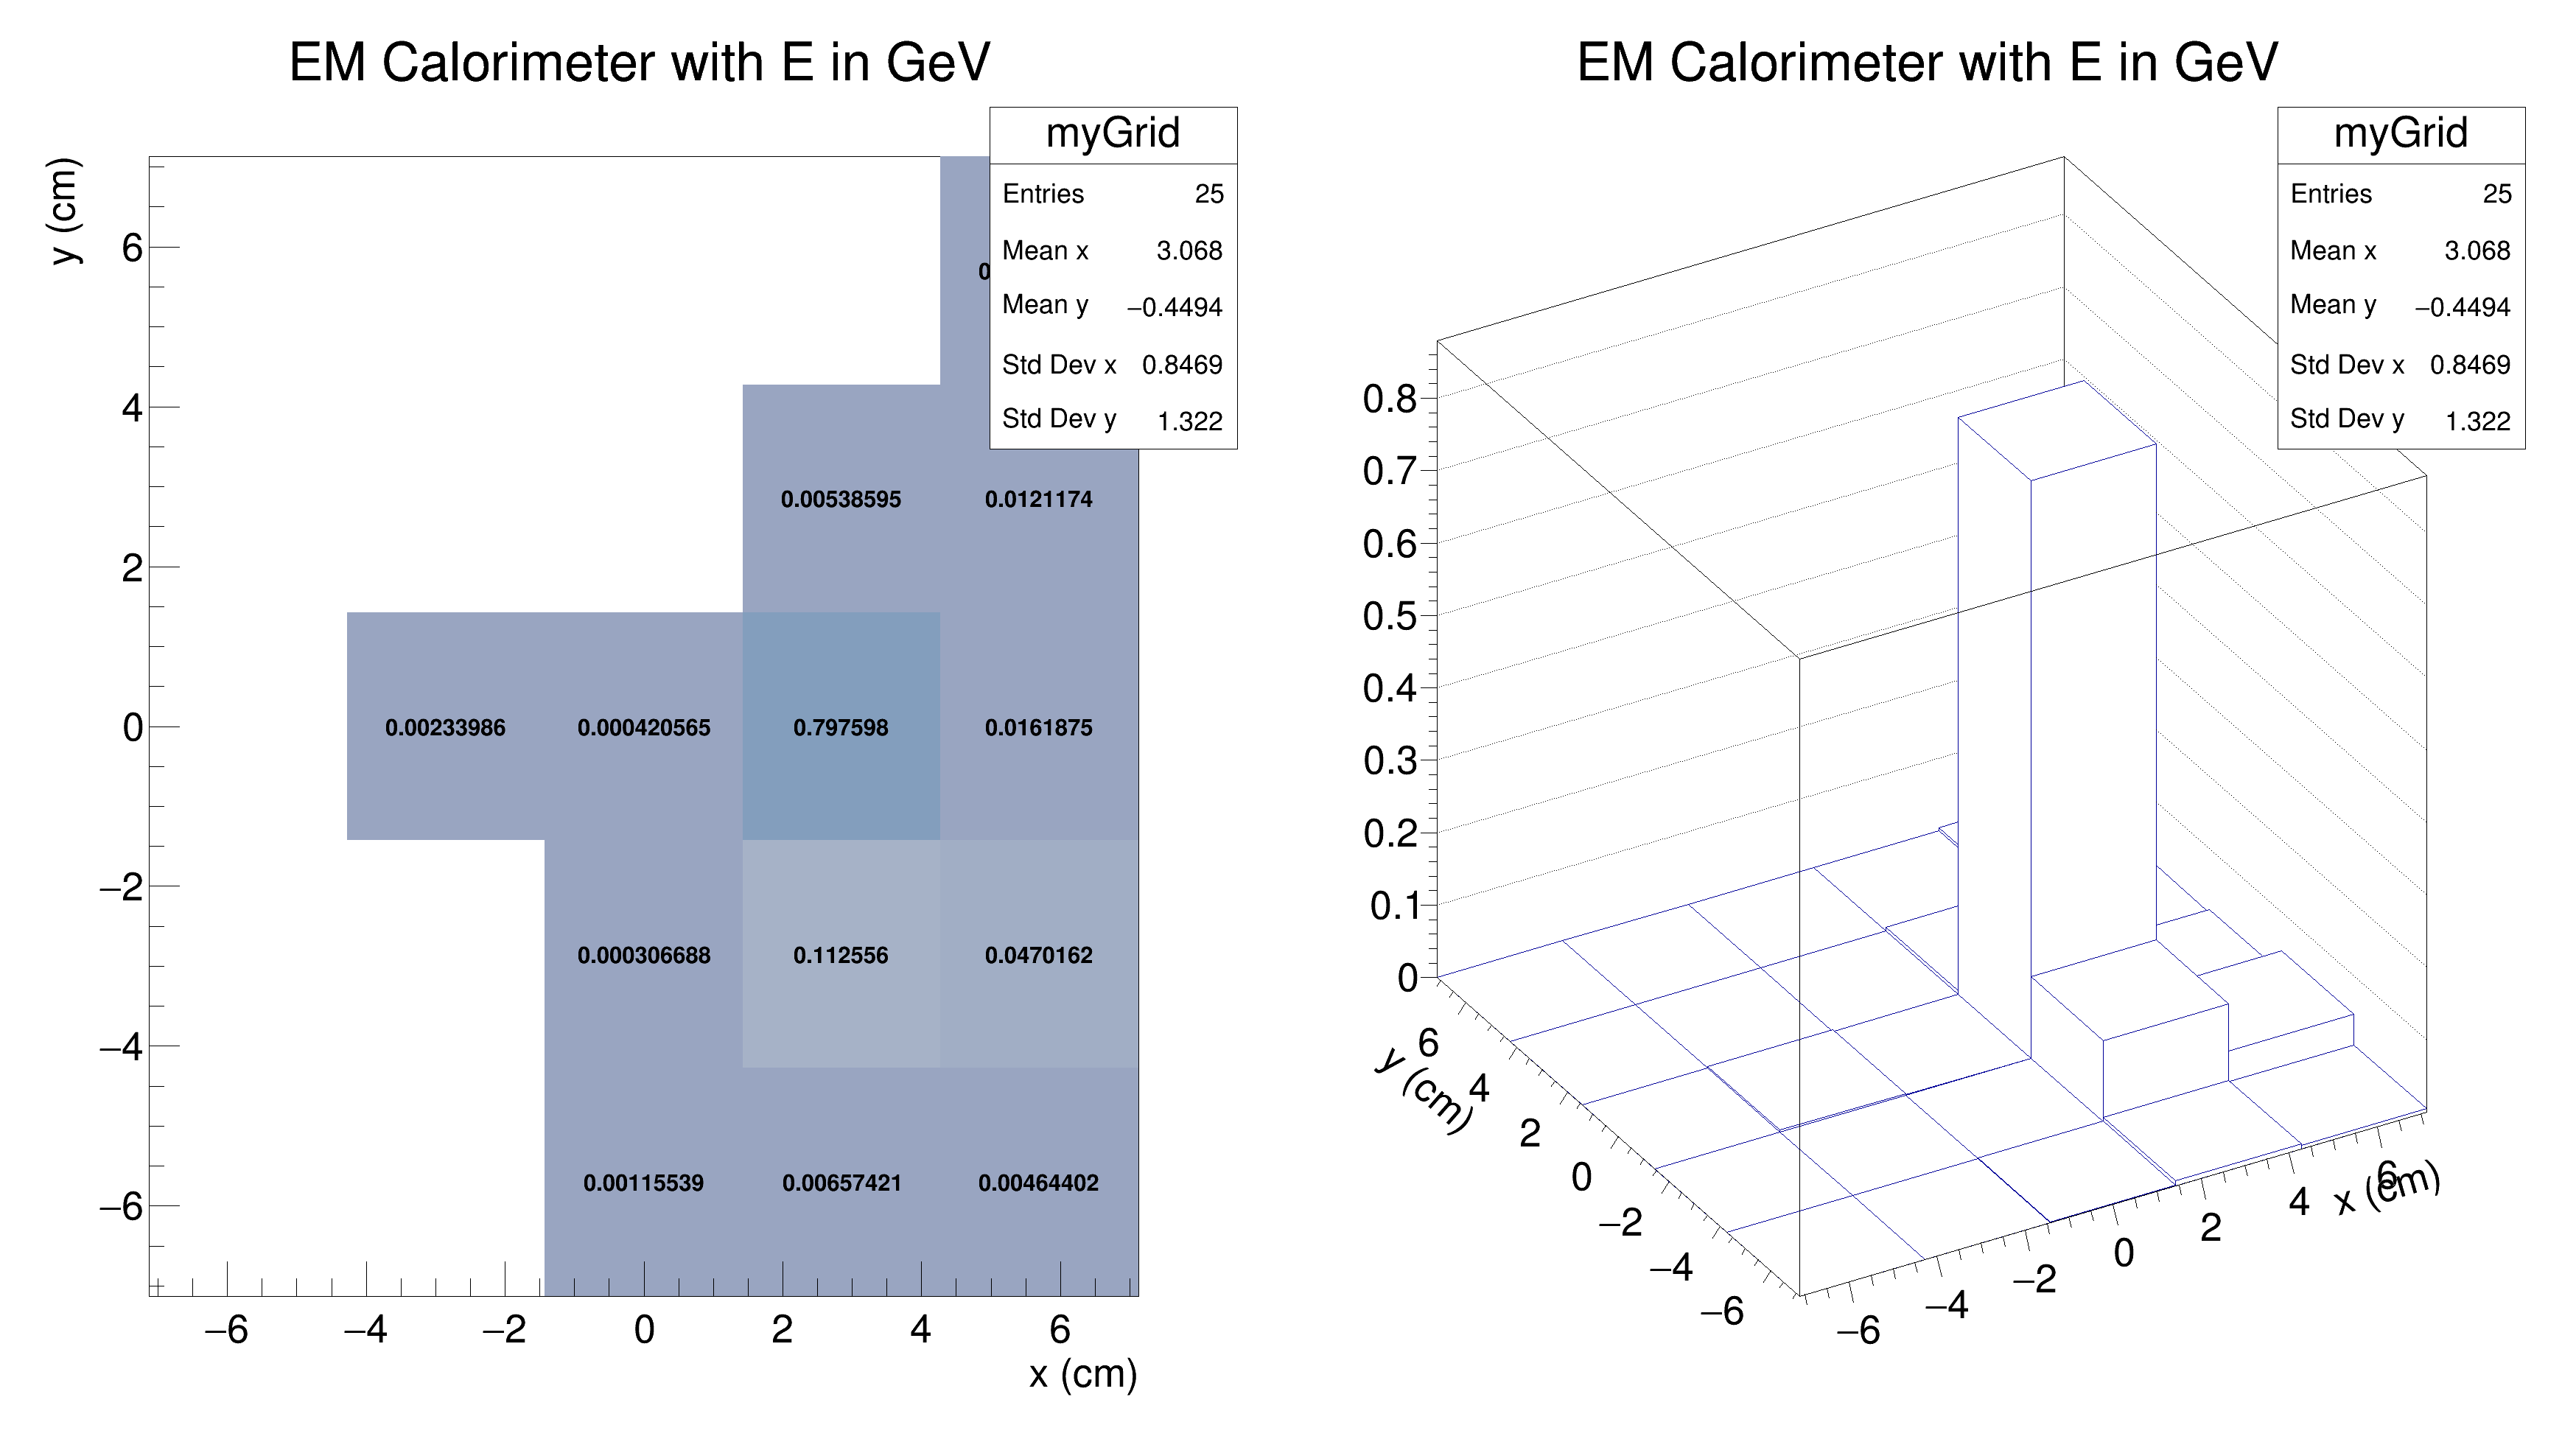 EM Calorimeter with E in GeV
myGrid
Entries 25
Mean x 3.068
Mean y −0.4494
Std Dev x 0.8469
Std Dev y 1.322
y (cm)
6
4
2
0
−2
−4
−6
0.00538595 0.0121174
0.00233986 0.000420565 0.797598 0.0161875
0.000306688 0.112556 0.0470162
0.00115539 0.00657421 0.00464402
−6 −4 −2 0 2 4 6
x (cm)
EM Calorimeter with E in GeV
myGrid
Entries 25
Mean x 3.068
Mean y −0.4494
Std Dev x 0.8469
Std Dev y 1.322
0.8
0.7
0.6
0.5
0.4
0.3
0.2
0.1
0
y (cm)
6
4
2
0
−2
−4
−6
−6
−4
−2
0
2
4
6
x (cm)